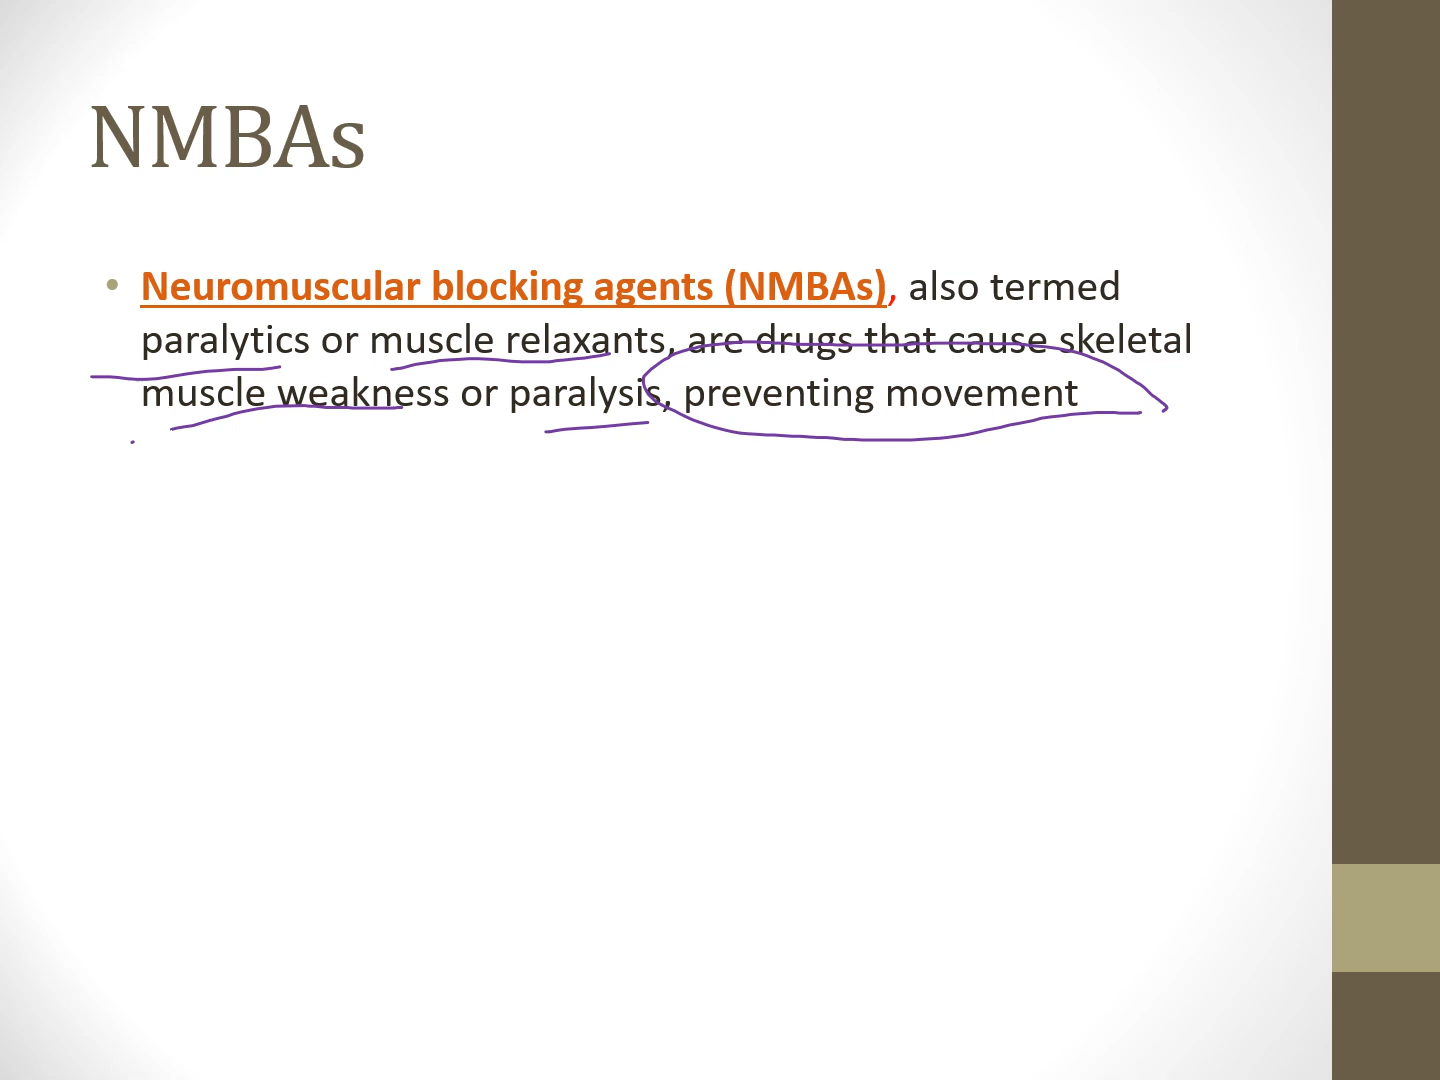 NMBAs
• Neuromuscular blocking agents (NMBAs), also termed
paralytics or muscle relaxants, are drugs that cause skeletal
muscle weakness or paralysis, preventing movement